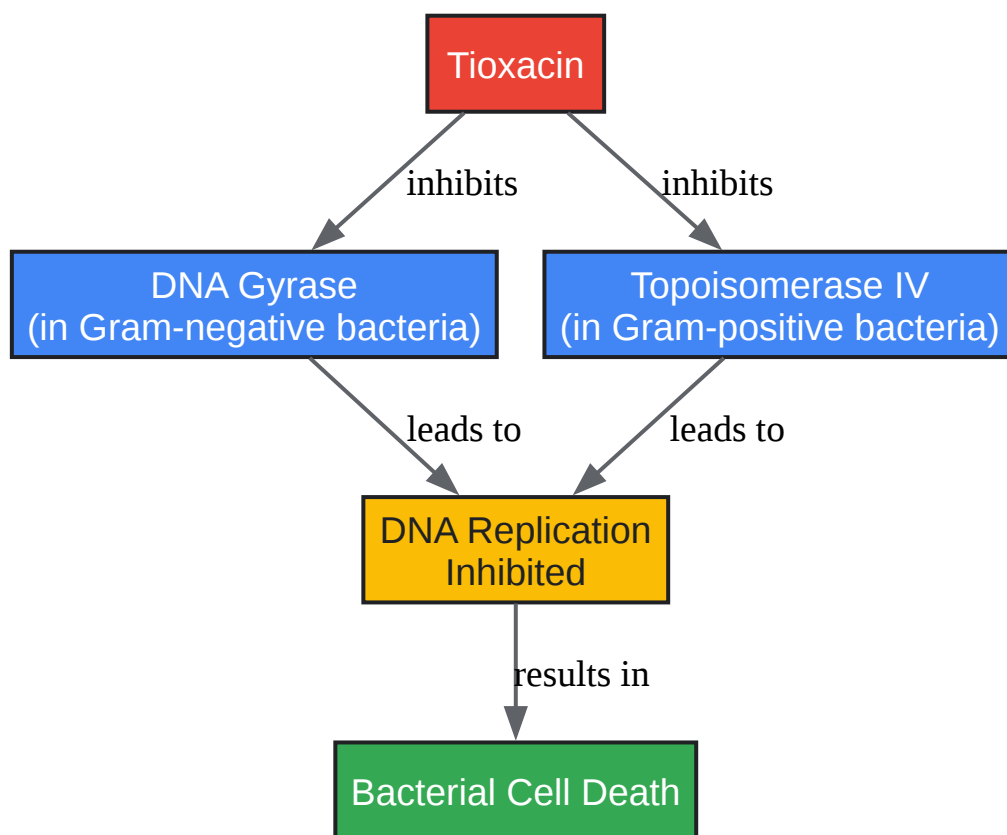 Tioxacin
inhibits
inhibits
DNA Gyrase
(in Gram-negative bacteria)
Topoisomerase IV
(in Gram-positive bacteria)
leads to
leads to
DNA Replication
Inhibited
results in
Bacterial Cell Death